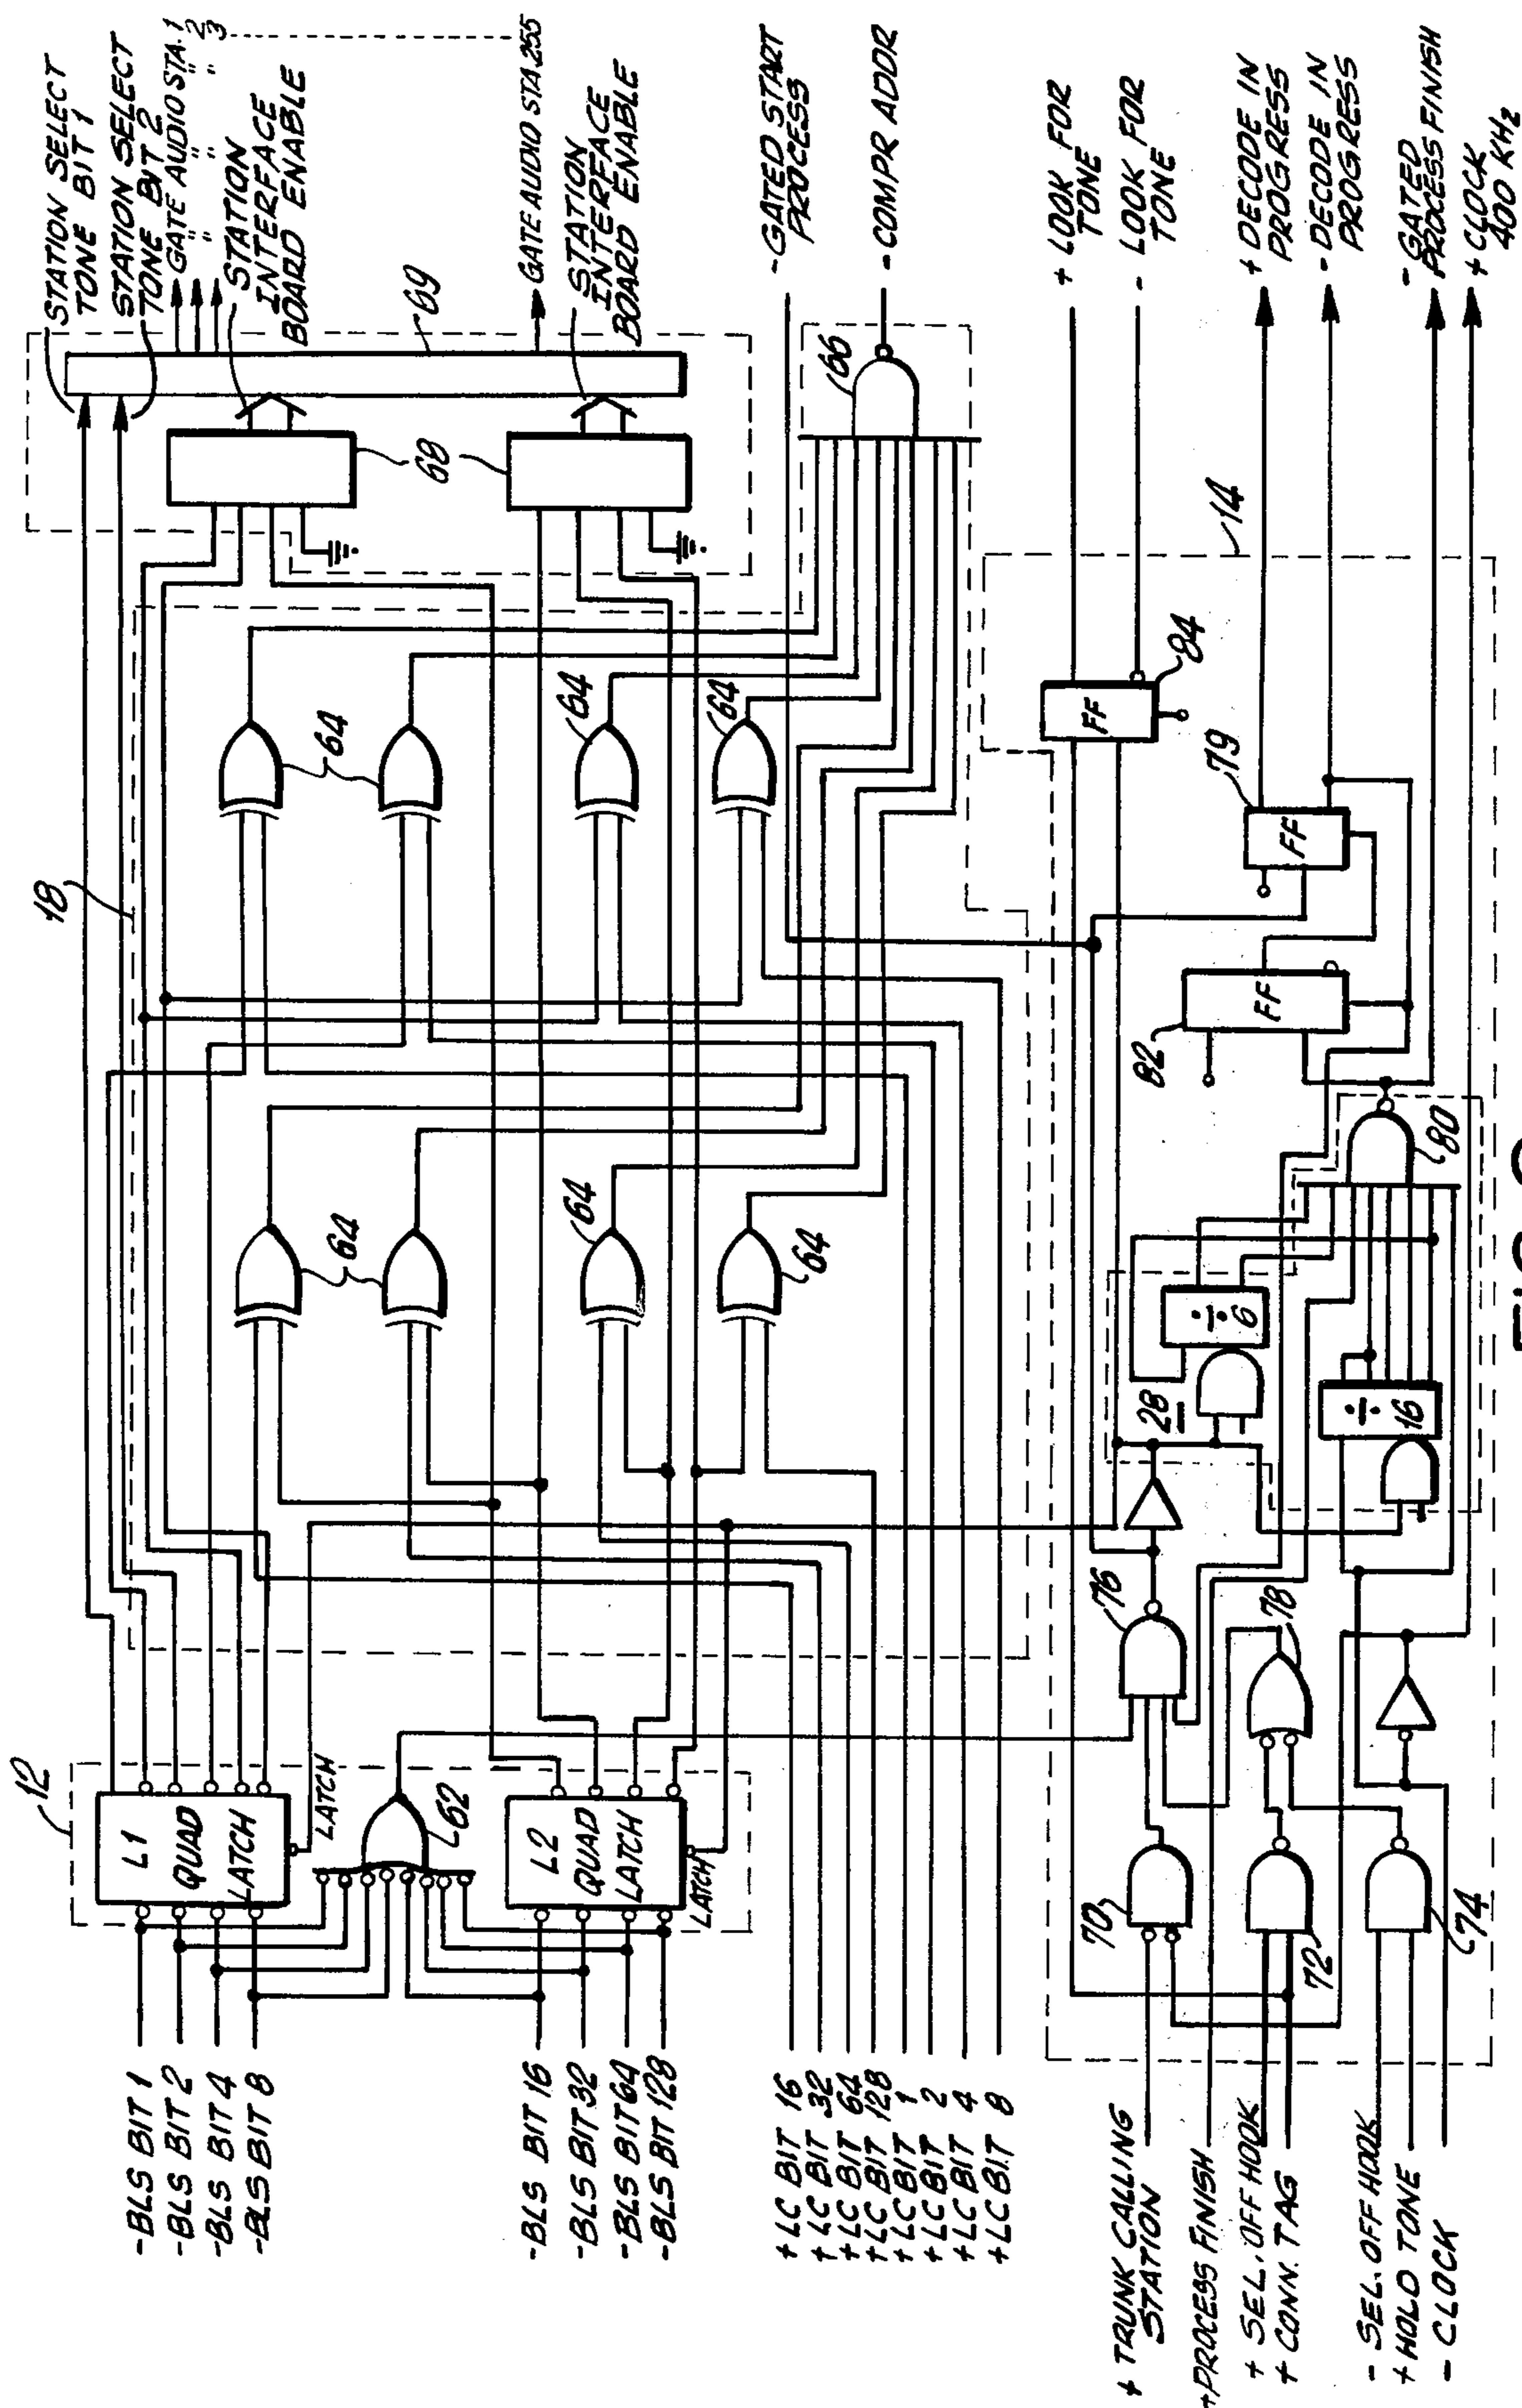 -BLS BIT 1
-BLS BIT 2
-BLS BIT 4
-BLS BIT 8
-BLS BIT 16
-BLS BIT 32
-BLS BIT 64
-BLS BIT 128
+LC BIT 16
+LC BIT 32
+LC BIT 64
+LC BIT 128
+LC BIT 1
+LC BIT 2
+LC BIT 4
+LC BIT 8
+ TRUNK CALLING
STATION
+PROCESS FINISH
+ SEL. OFF HOOK
+ CONN. TAG
- SEL. OFF HOOK
+ HOLD TONE
- CLOCK
12
L1
QUAD
LATCH
LATCH
62
L2
QUAD
LATCH
LATCH
70
72
74
76
78
18
64
64
64
64
64
64
28
÷
6
÷
16
80
82
FF
79
FF
84
FF
14
66
68
69
STATION SELECT
TONE BIT 1
STATION SELECT
TONE BIT 2
GATE AUDIO STA. 1
" " " 2
" " " 3
STATION
INTERFACE
BOARD ENABLE
GATE AUDIO STA. 255
STATION
INTERFACE
BOARD ENABLE
-GATED START
PROCESS
-COMPR ADDR
+ LOOK FOR
TONE
- LOOK FOR
TONE
+ DECODE IN
PROGRESS
- DECODE IN
PROGRESS
- GATED
PROCESS FINISH
+ CLOCK
400 KHz